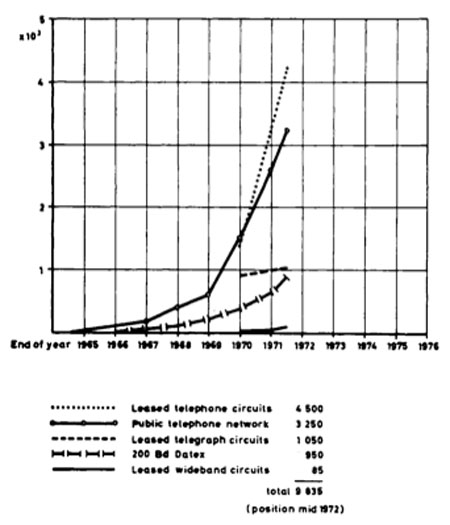 5
x10³
4
3
2
1
End of year 1965 1966 1967 1968 1969 1970 1971 1972 1973 1974 1975 1976
Leased telephone circuits 4 500
Public telephone network 3 250
Leased telegraph circuits 1 050
200 Bd Datex 950
Leased wideband circuits 85
total 9 835
(position mid 1972)